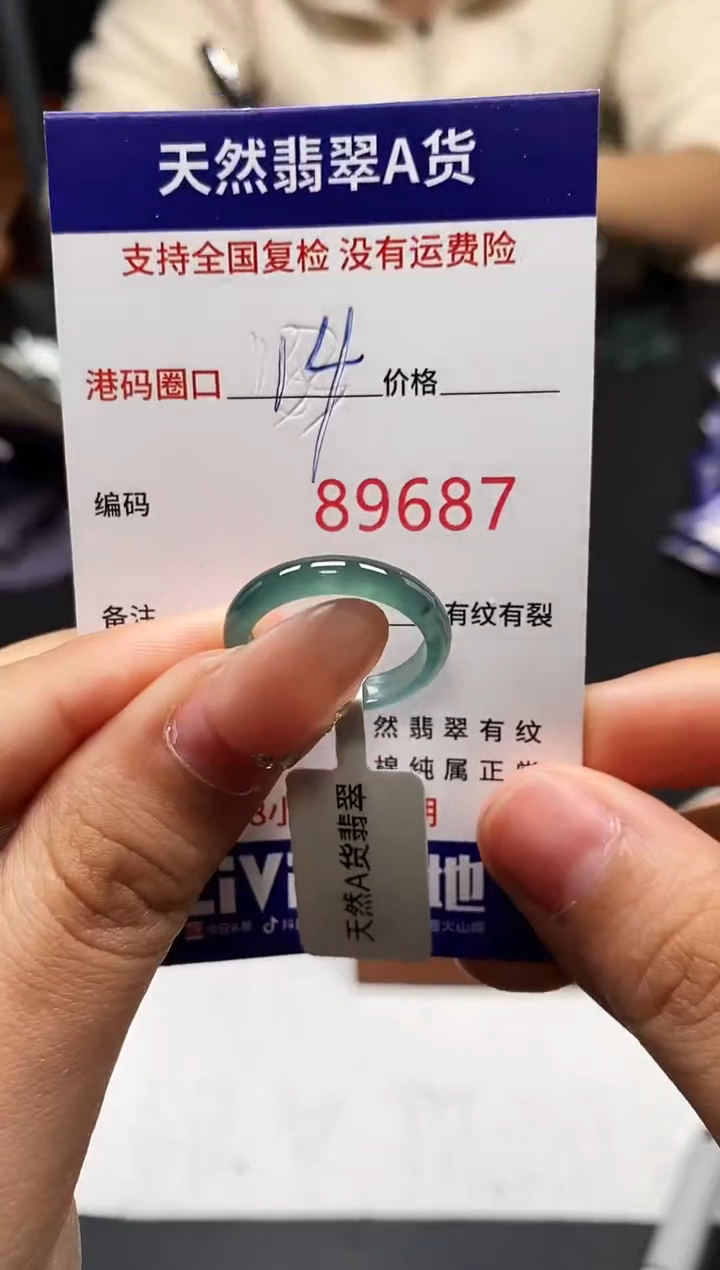 天然翡翠A货
支持全国复检 没有运费险
港码圈口 14 价格
编码 89687
备注 有纹有裂
然翡翠有纹
棉纯属正常
天然A货翡翠